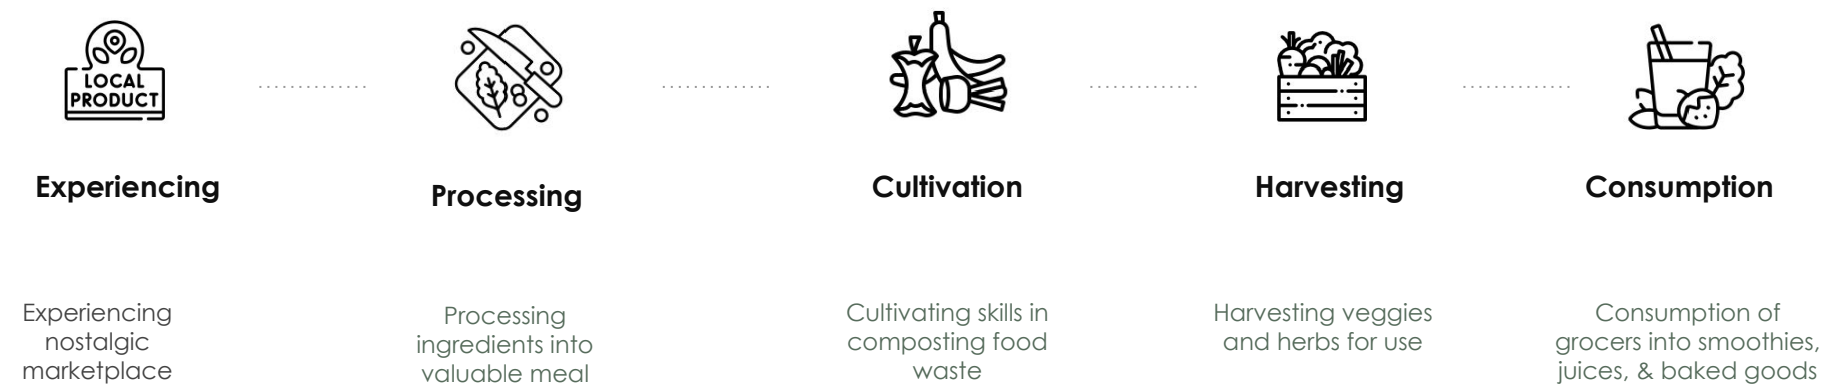 LOCAL
PRODUCT
Experiencing
Processing
Cultivation
Harvesting
Consumption
Experiencing
nostalgic
marketplace
Processing
ingredients into
valuable meal
Cultivating skills in
composting food
waste
Harvesting veggies
and herbs for use
Consumption of
grocers into smoothies,
juices, & baked goods